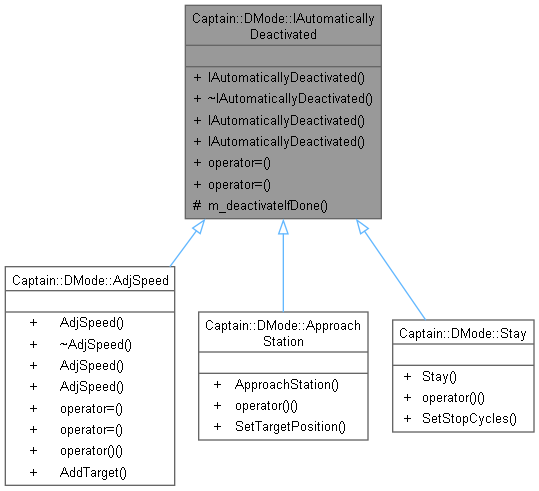 Captain::DMode::IAutomatically
Deactivated
+ IAutomaticallyDeactivated()
+ ~IAutomaticallyDeactivated()
+ IAutomaticallyDeactivated()
+ IAutomaticallyDeactivated()
+ operator=()
+ operator=()
# m_deactivateIfDone()
Captain::DMode::AdjSpeed
+ AdjSpeed()
+ ~AdjSpeed()
+ AdjSpeed()
+ AdjSpeed()
+ operator=()
+ operator=()
+ operator()()
+ AddTarget()
Captain::DMode::Approach
Station
+ ApproachStation()
+ operator()()
+ SetTargetPosition()
Captain::DMode::Stay
+ Stay()
+ operator()()
+ SetStopCycles()